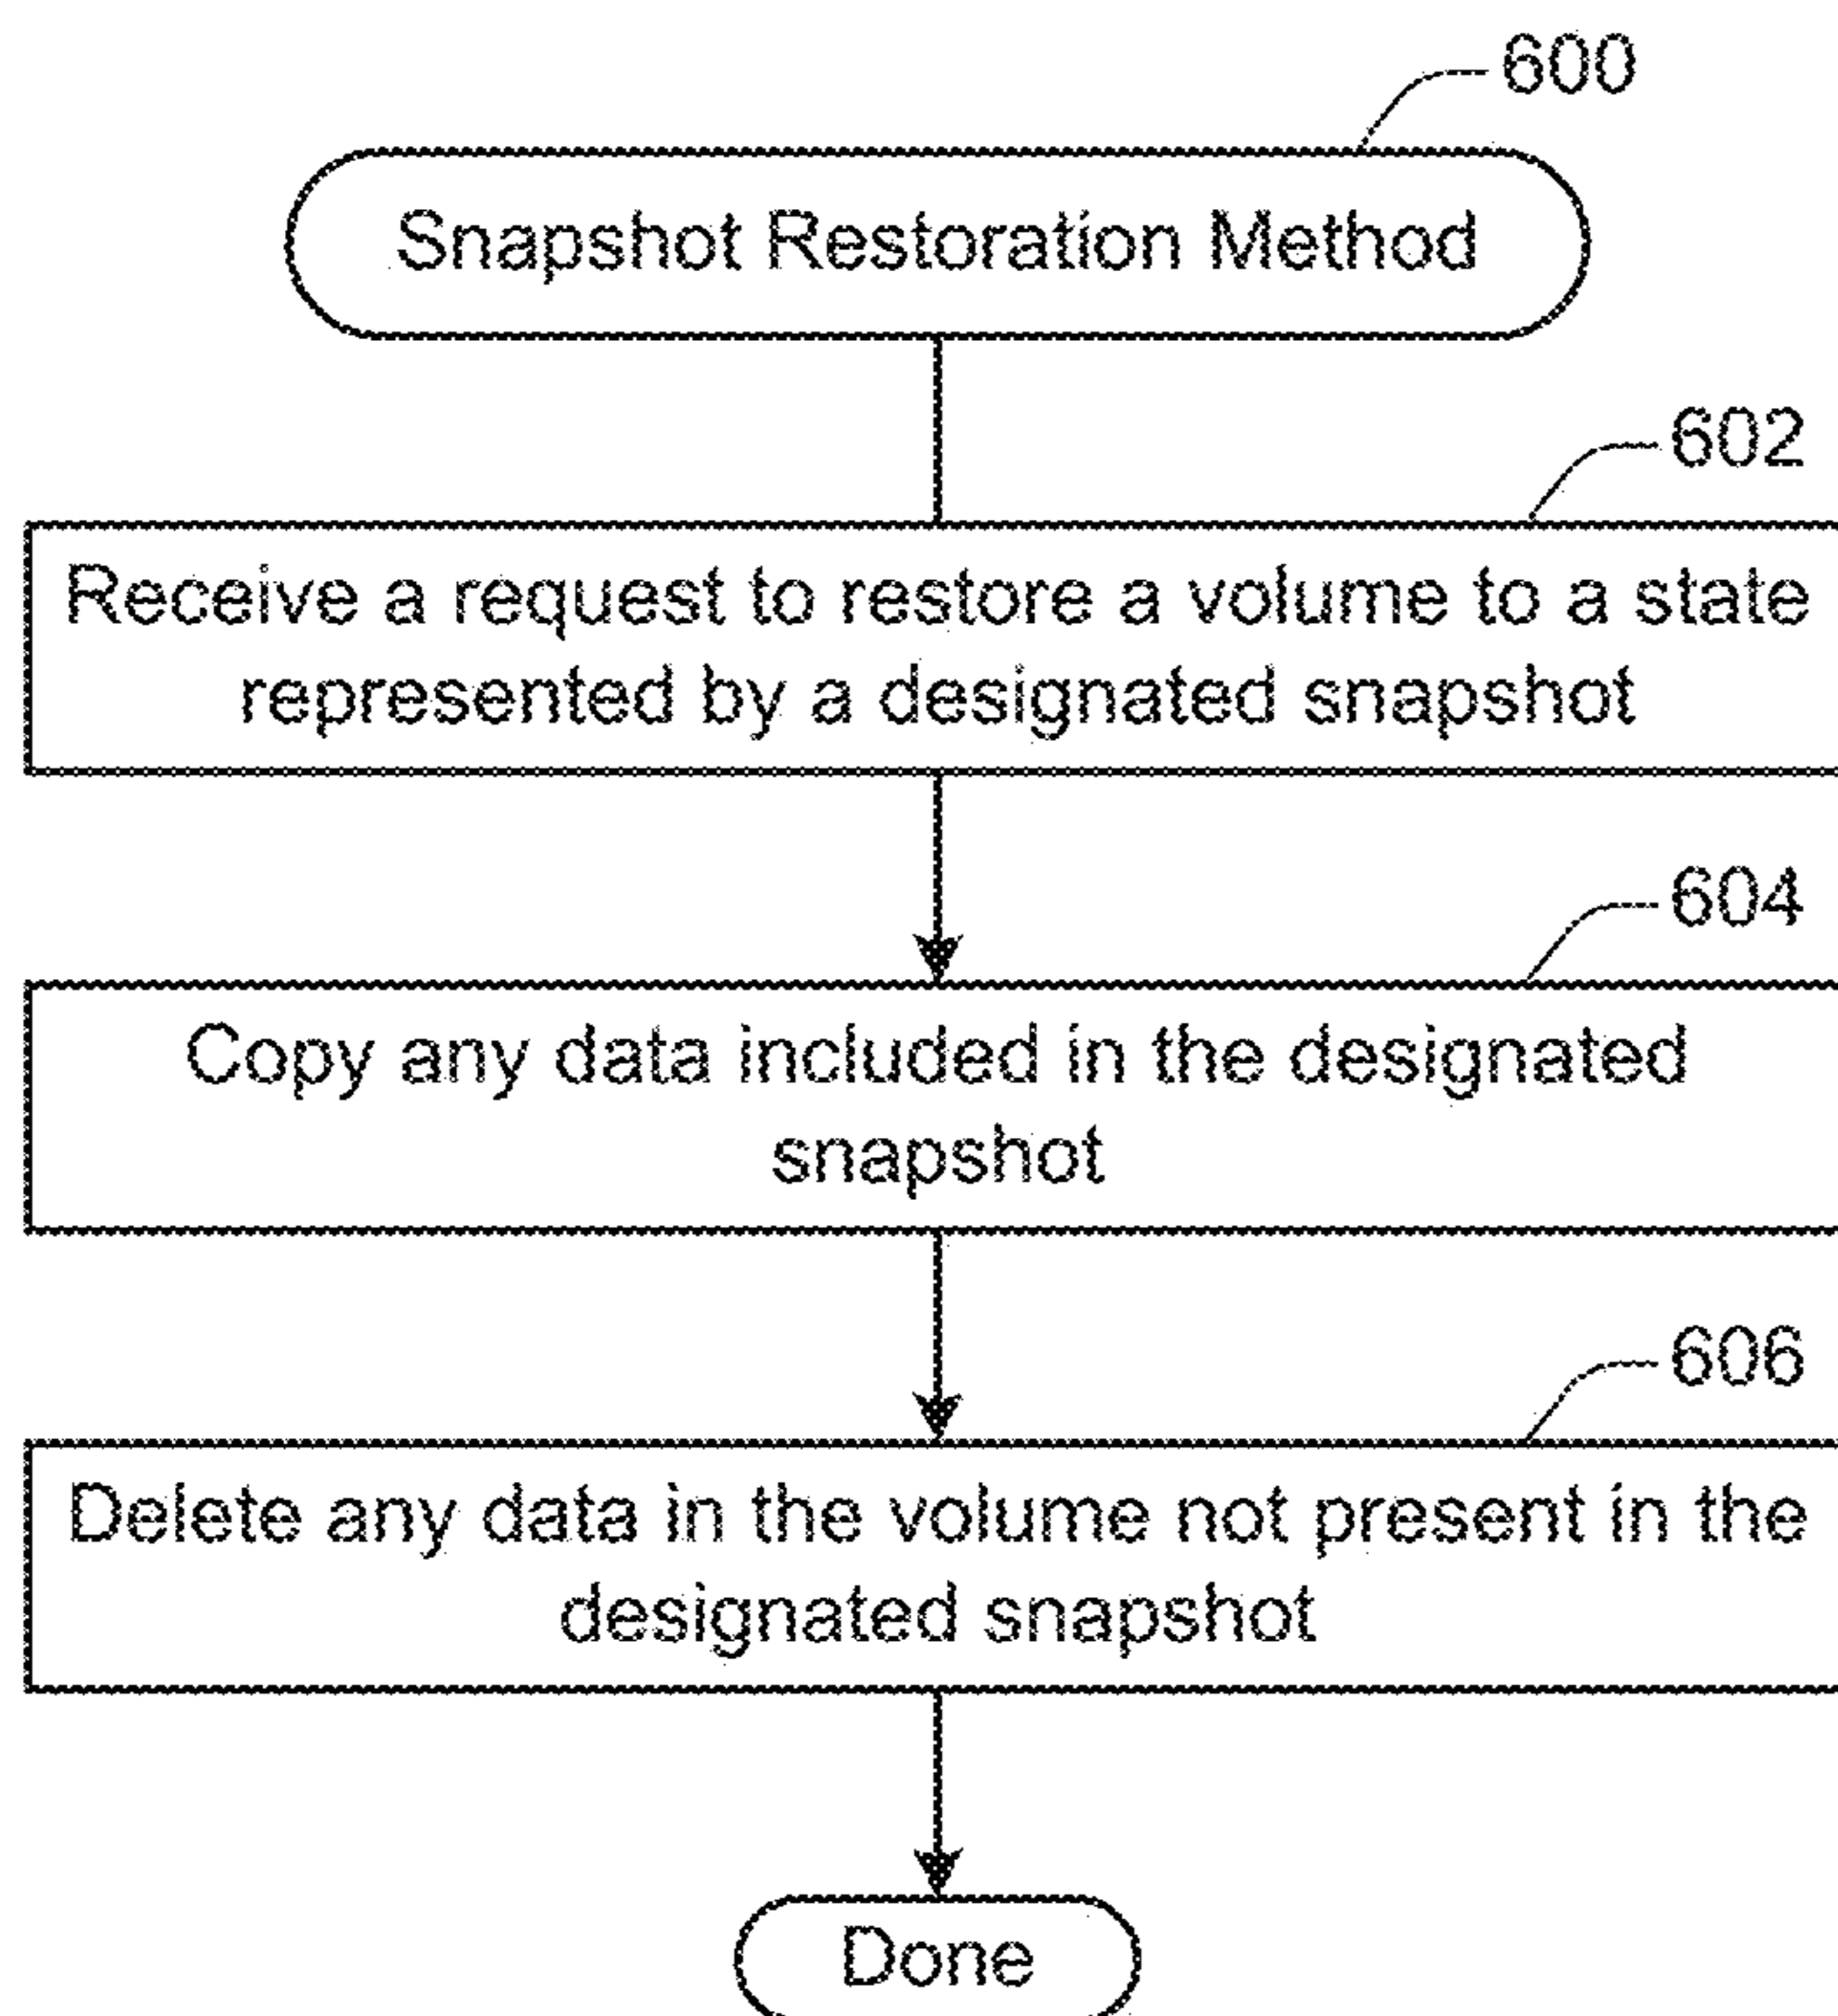 600
Snapshot Restoration Method
602
Receive a request to restore a volume to a state
represented by a designated snapshot
604
Copy any data included in the designated
snapshot
606
Delete any data in the volume not present in the
designated snapshot
Done